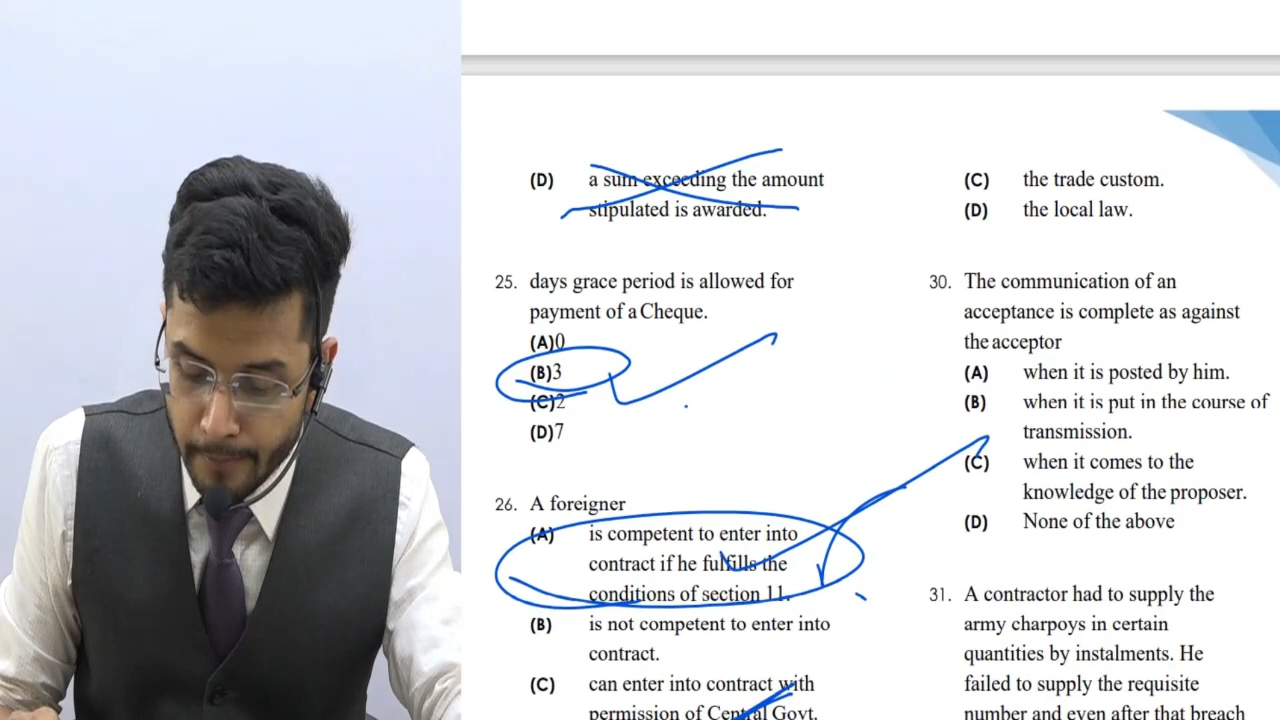 (D) a sum exceeding the amount
stipulated is awarded.
25. days grace period is allowed for
payment of a Cheque.
(A)0
(B)3
(C)2
(D)7
26. A foreigner
(A) is competent to enter into
contract if he fulfills the
conditions of section 11.
(B) is not competent to enter into
contract.
(C) can enter into contract with
permission of Central Govt.
(C) the trade custom.
(D) the local law.
30. The communication of an
acceptance is complete as against
the acceptor
(A) when it is posted by him.
(B) when it is put in the course of
transmission.
(C) when it comes to the
knowledge of the proposer.
(D) None of the above
31. A contractor had to supply the
army charpoys in certain
quantities by instalments. He
failed to supply the requisite
number and even after that breach